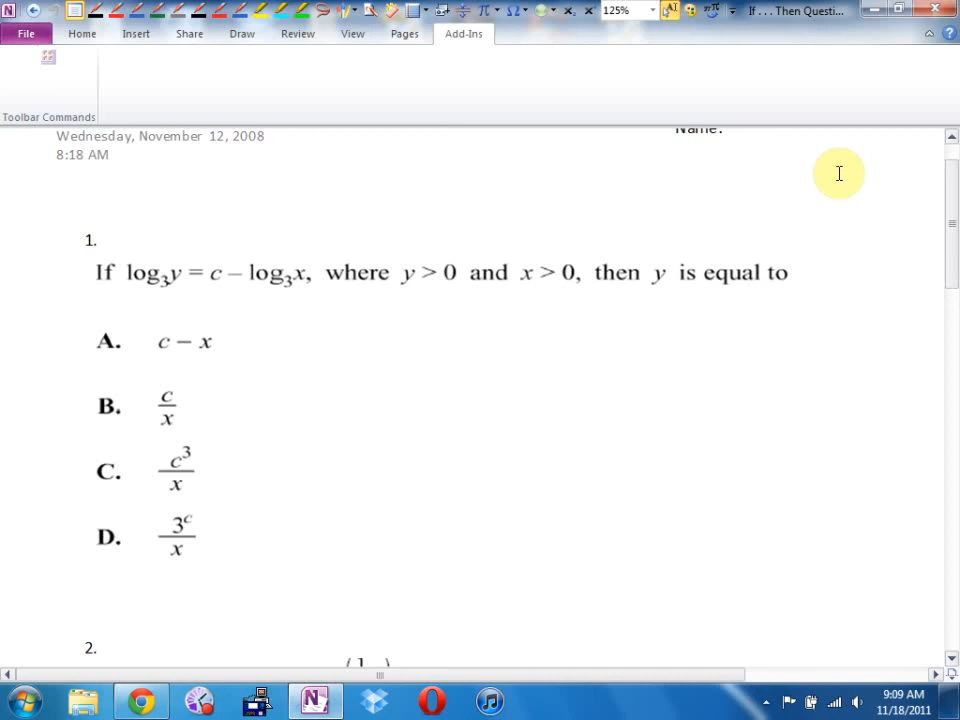 125%
If . . . Then Questi...
File Home Insert Share Draw Review View Pages Add-Ins
Toolbar Commands
Wednesday, November 12, 2008
8:18 AM
Name:
1.
If log₃y = c – log₃x, where y > 0 and x > 0, then y is equal to
A. c – x
B. c/x
C. c³/x
D. 3ᶜ/x
2.
9:09 AM
11/18/2011